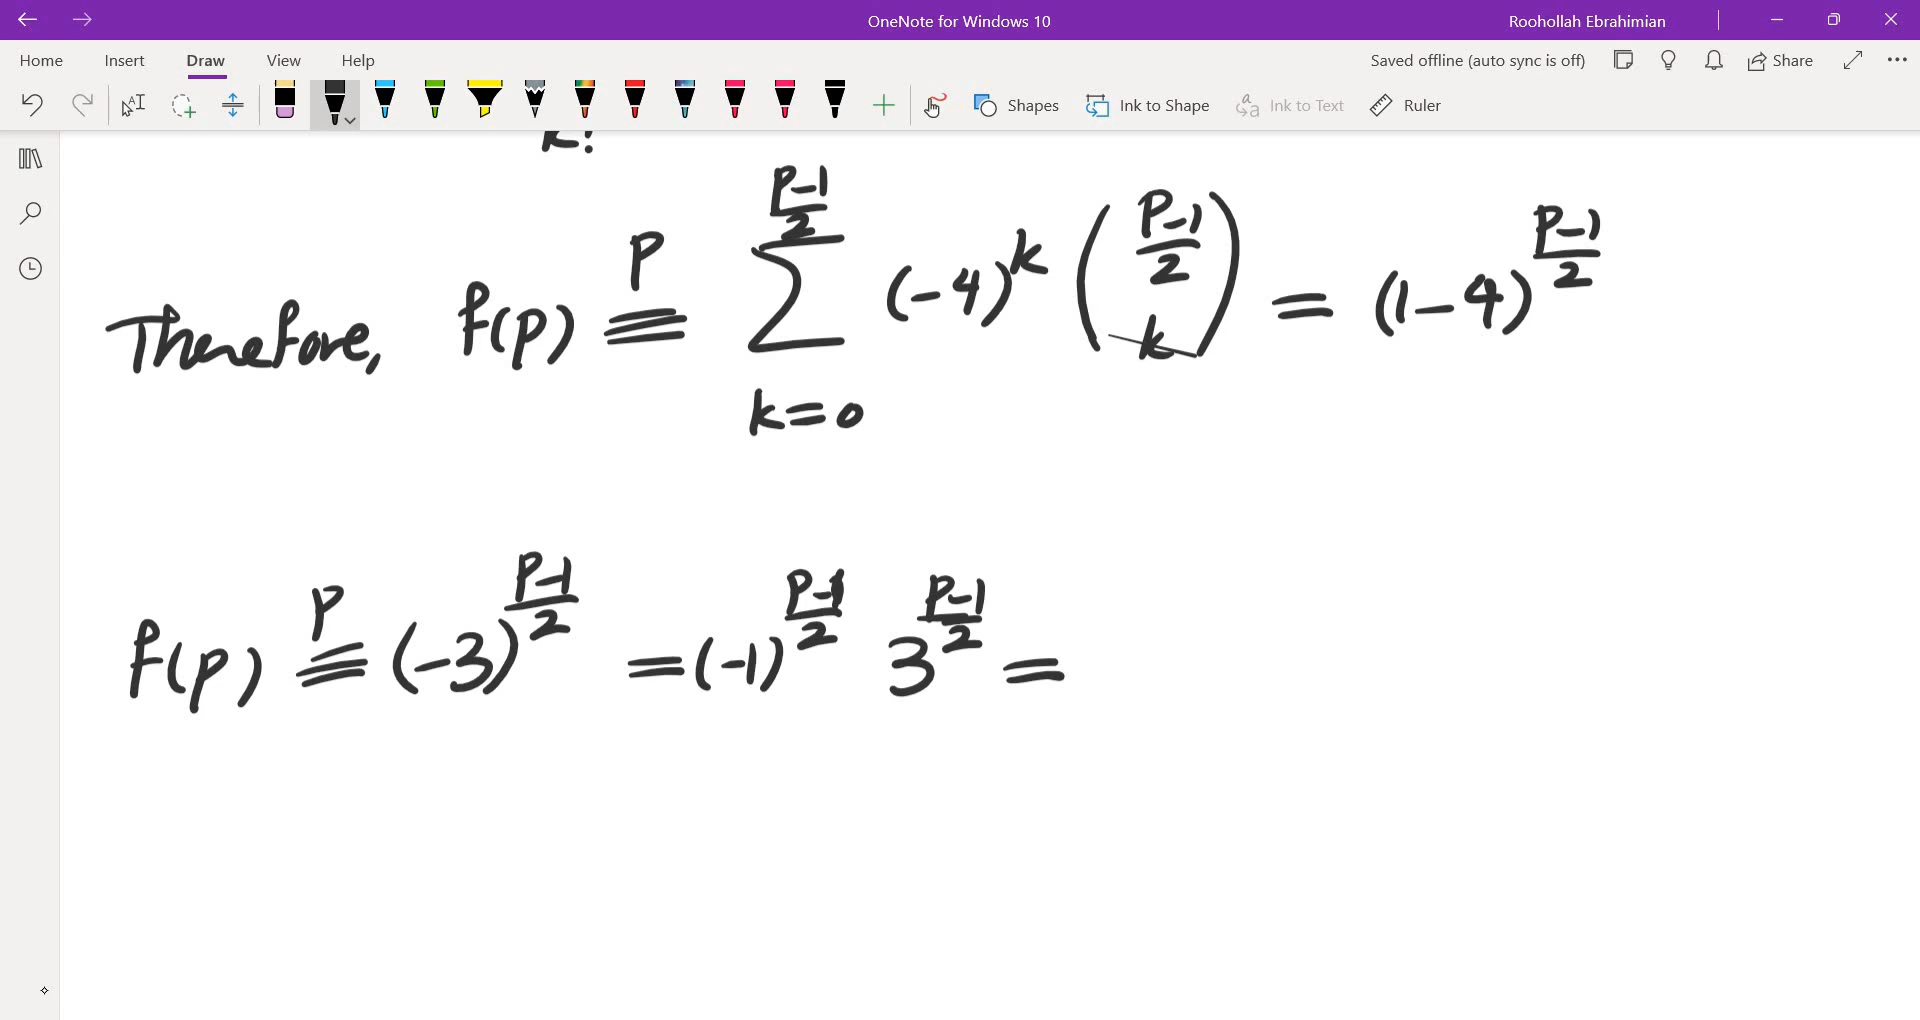 OneNote for Windows 10
Roohollah Ebrahimian
Home Insert Draw View Help
Saved offline (auto sync is off) Share
Shapes Ink to Shape Ink to Text Ruler
k!
Therefore, f(p) ≡^p ∑_{k=0}^{(p-1)/2} (-4)^k ((p-1)/2 k) = (1-4)^{(p-1)/2}
f(p) ≡^p (-3)^{(p-1)/2} = (-1)^{(p-1)/2} 3^{(p-1)/2} =